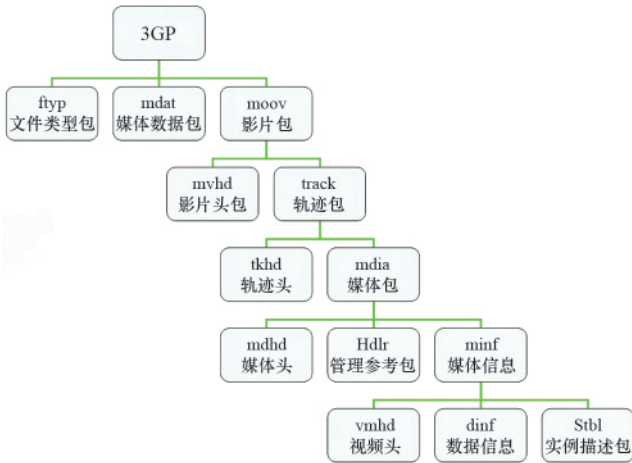 3GP
ftyp
文件类型包
mdat
媒体数据包
moov
影片包
mvhd
影片头包
track
轨迹包
tkhd
轨迹头
mdia
媒体包
mdhd
媒体头
Hdlr
管理参考包
minf
媒体信息
vmhd
视频头
dinf
数据信息
Stbl
实例描述包